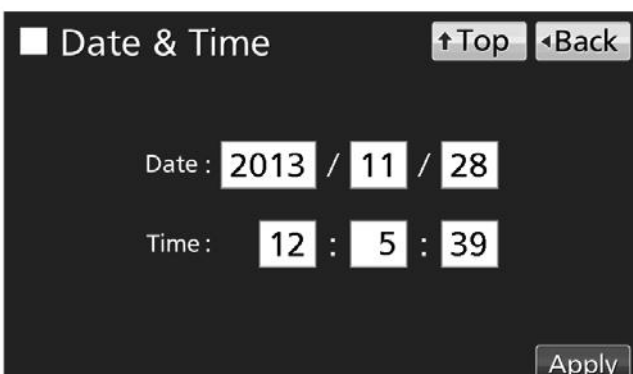 Date & Time ↑Top ◂Back
Date : 2013 / 11 / 28
Time : 12 : 5 : 39
Apply